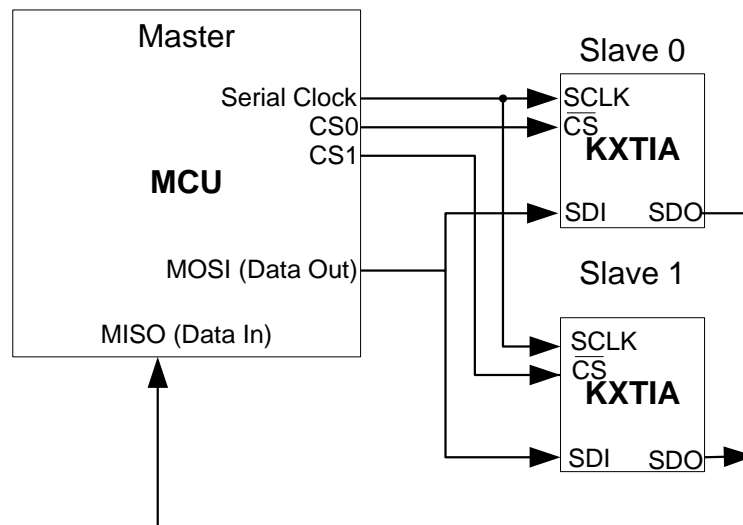 Master
Serial Clock
CS0
CS1
MCU
MOSI (Data Out)
MISO (Data In)
Slave 0
SCLK
CS
KXTIA
SDI SDO
Slave 1
SCLK
CS
KXTIA
SDI SDO